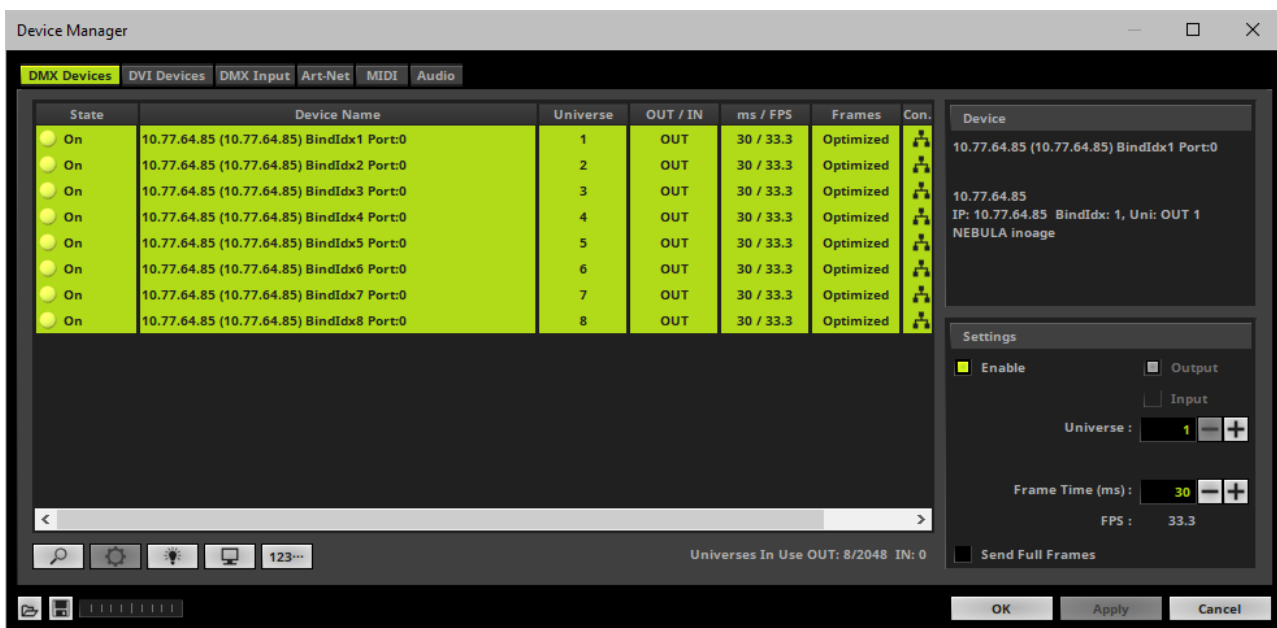 Device Manager
DMX Devices DVI Devices DMX Input Art-Net MIDI Audio
State Device Name Universe OUT / IN ms / FPS Frames Con.
On 10.77.64.85 (10.77.64.85) BindIdx1 Port:0 1 OUT 30 / 33.3 Optimized
On 10.77.64.85 (10.77.64.85) BindIdx2 Port:0 2 OUT 30 / 33.3 Optimized
On 10.77.64.85 (10.77.64.85) BindIdx3 Port:0 3 OUT 30 / 33.3 Optimized
On 10.77.64.85 (10.77.64.85) BindIdx4 Port:0 4 OUT 30 / 33.3 Optimized
On 10.77.64.85 (10.77.64.85) BindIdx5 Port:0 5 OUT 30 / 33.3 Optimized
On 10.77.64.85 (10.77.64.85) BindIdx6 Port:0 6 OUT 30 / 33.3 Optimized
On 10.77.64.85 (10.77.64.85) BindIdx7 Port:0 7 OUT 30 / 33.3 Optimized
On 10.77.64.85 (10.77.64.85) BindIdx8 Port:0 8 OUT 30 / 33.3 Optimized
123...
Universes In Use OUT: 8/2048 IN: 0
Device
10.77.64.85 (10.77.64.85) BindIdx1 Port:0
10.77.64.85
IP: 10.77.64.85 BindIdx: 1, Uni: OUT 1
NEBULA inoage
Settings
Enable Output
Input
Universe : 1
Frame Time (ms) : 30
FPS : 33.3
Send Full Frames
OK Apply Cancel